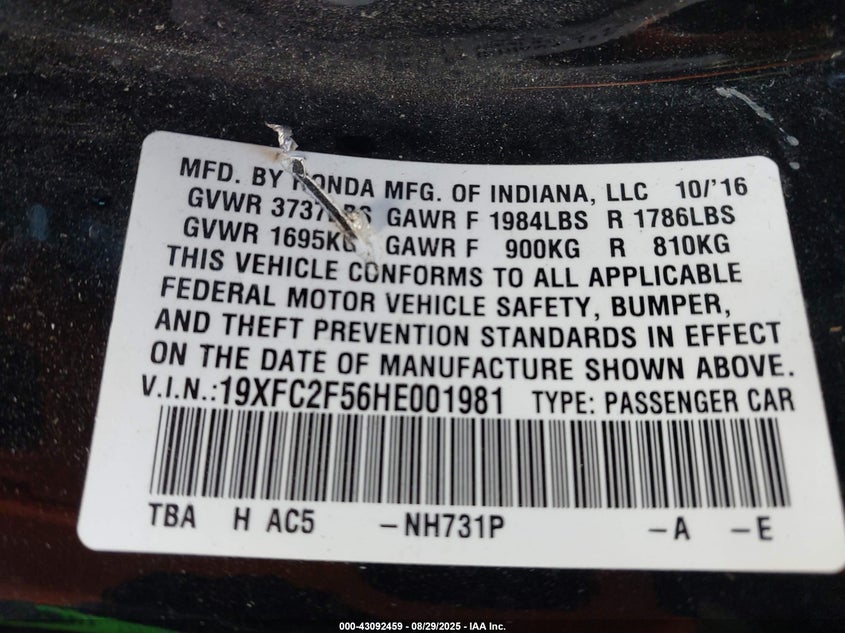 MFD. BY HONDA MFG. OF INDIANA, LLC 10/'16
GVWR 3737LBS GAWR F 1984LBS R 1786LBS
GVWR 1695KG GAWR F 900KG R 810KG
THIS VEHICLE CONFORMS TO ALL APPLICABLE
FEDERAL MOTOR VEHICLE SAFETY, BUMPER,
AND THEFT PREVENTION STANDARDS IN EFFECT
ON THE DATE OF MANUFACTURE SHOWN ABOVE.
V.I.N.:19XFC2F56HE001981 TYPE: PASSENGER CAR
TBA H AC5 -NH731P -A -E
000-43092459 - 08/29/2025 - IAA Inc.